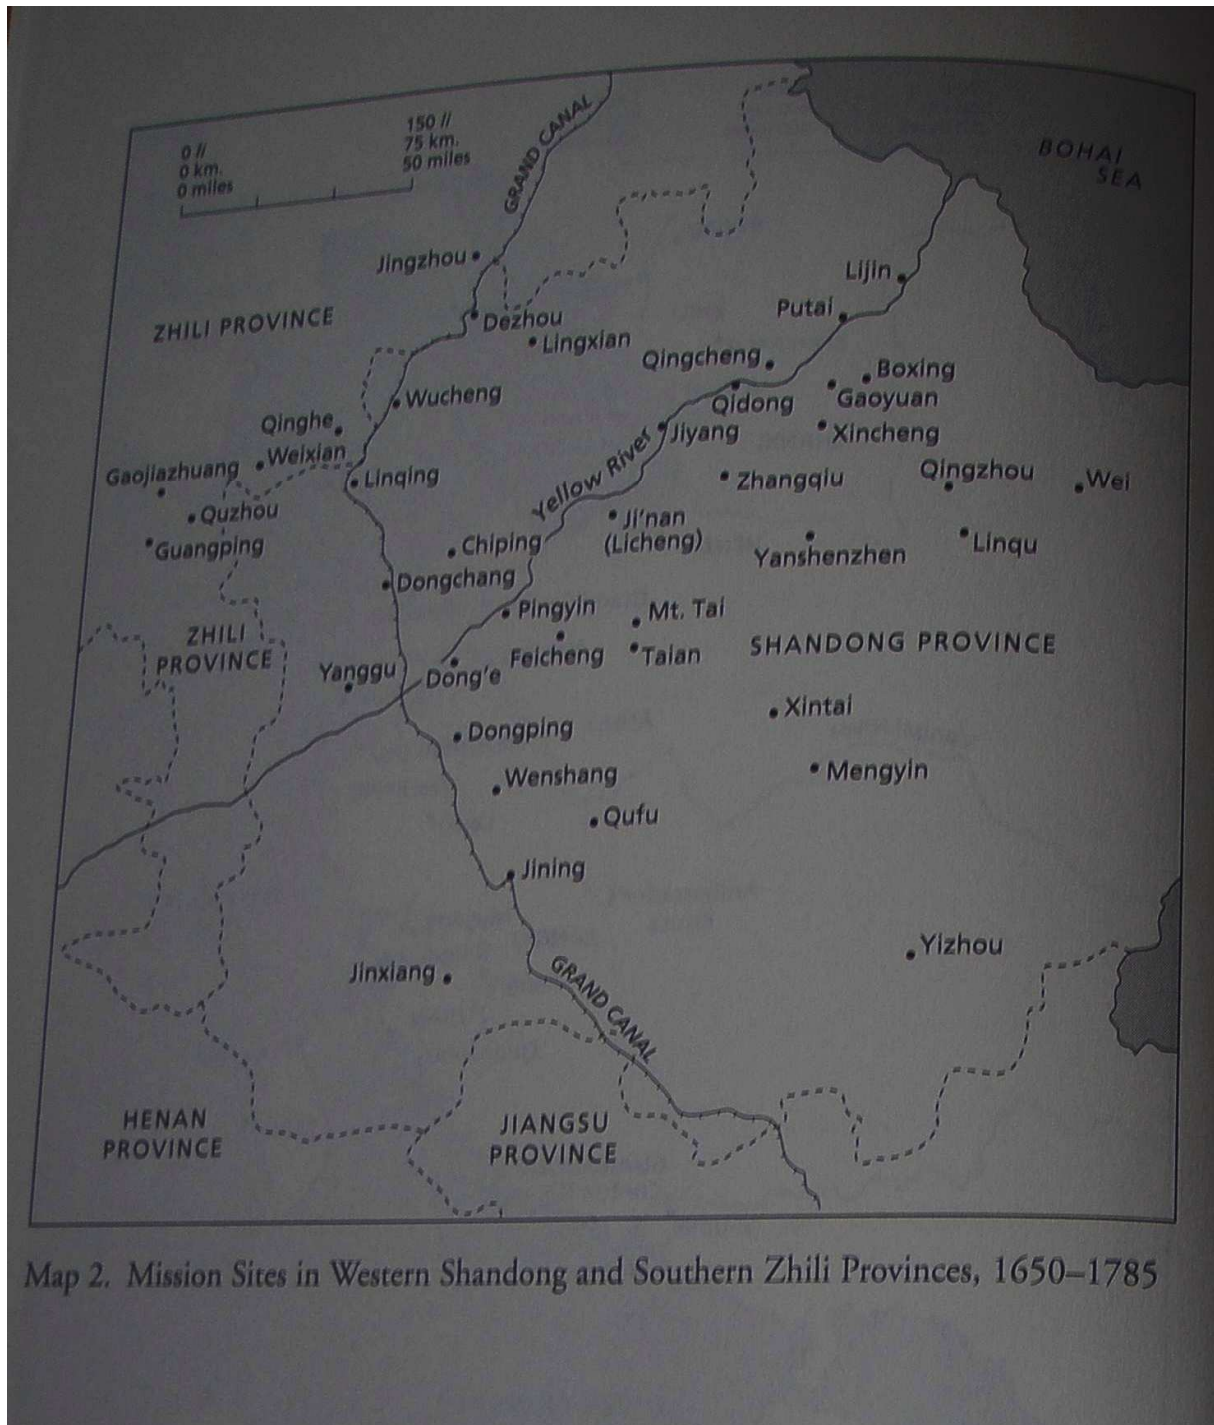 0 li
0 km.
0 miles
150 li
75 km.
50 miles
GRAND CANAL
BOHAI
SEA
Jingzhou
Lijin
ZHILI PROVINCE
Dezhou
Putai
Lingxian
Qingcheng
Boxing
Wucheng
Qidong
Gaoyuan
Qinghe
Jiyang
Xincheng
Weixian
Gaojiazhuang
Linqing
Yellow River
Zhangqiu
Qingzhou
Wei
Quzhou
Ji'nan
(Licheng)
Guangping
Chiping
Yanshenzhen
Linqu
Dongchang
Pingyin
Mt. Tai
ZHILI
PROVINCE
Feicheng
Taian
SHANDONG PROVINCE
Yanggu
Dong'e
Dongping
Xintai
Wenshang
Mengyin
Qufu
Jining
Yizhou
Jinxiang
GRAND CANAL
HENAN
PROVINCE
JIANGSU
PROVINCE
Map 2. Mission Sites in Western Shandong and Southern Zhili Provinces, 1650–1785